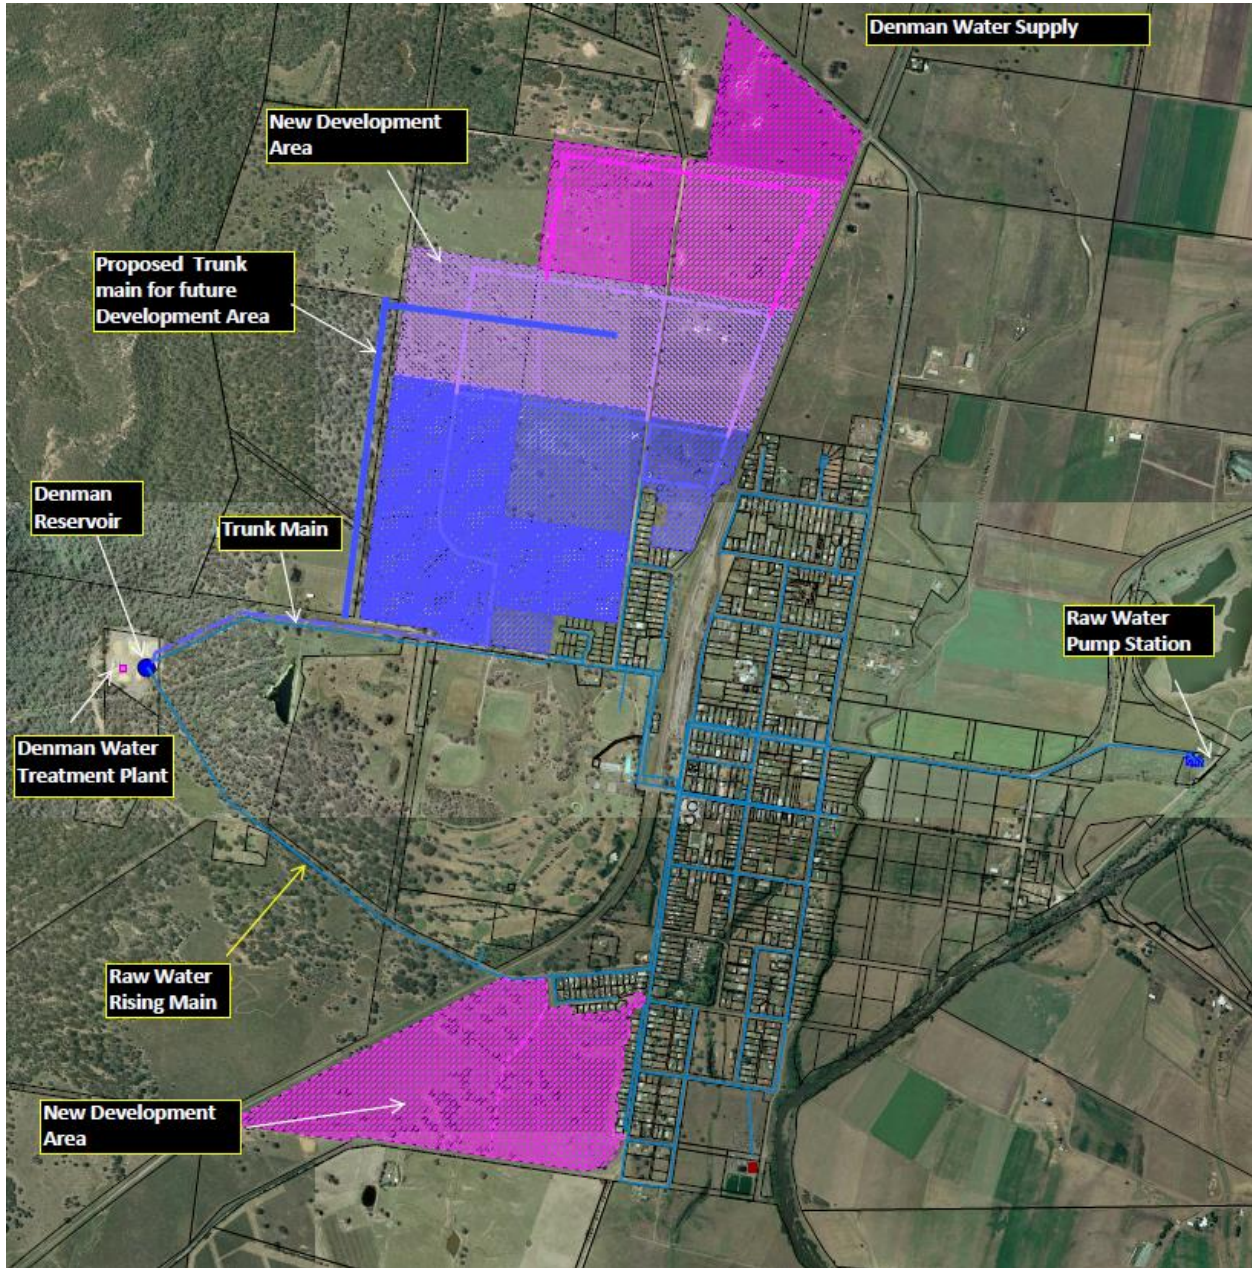 Denman Water Supply
New Development
Area
Proposed Trunk
main for future
Development Area
Denman
Reservoir
Trunk Main
Raw Water
Pump Station
Denman Water
Treatment Plant
Raw Water
Rising Main
New Development
Area